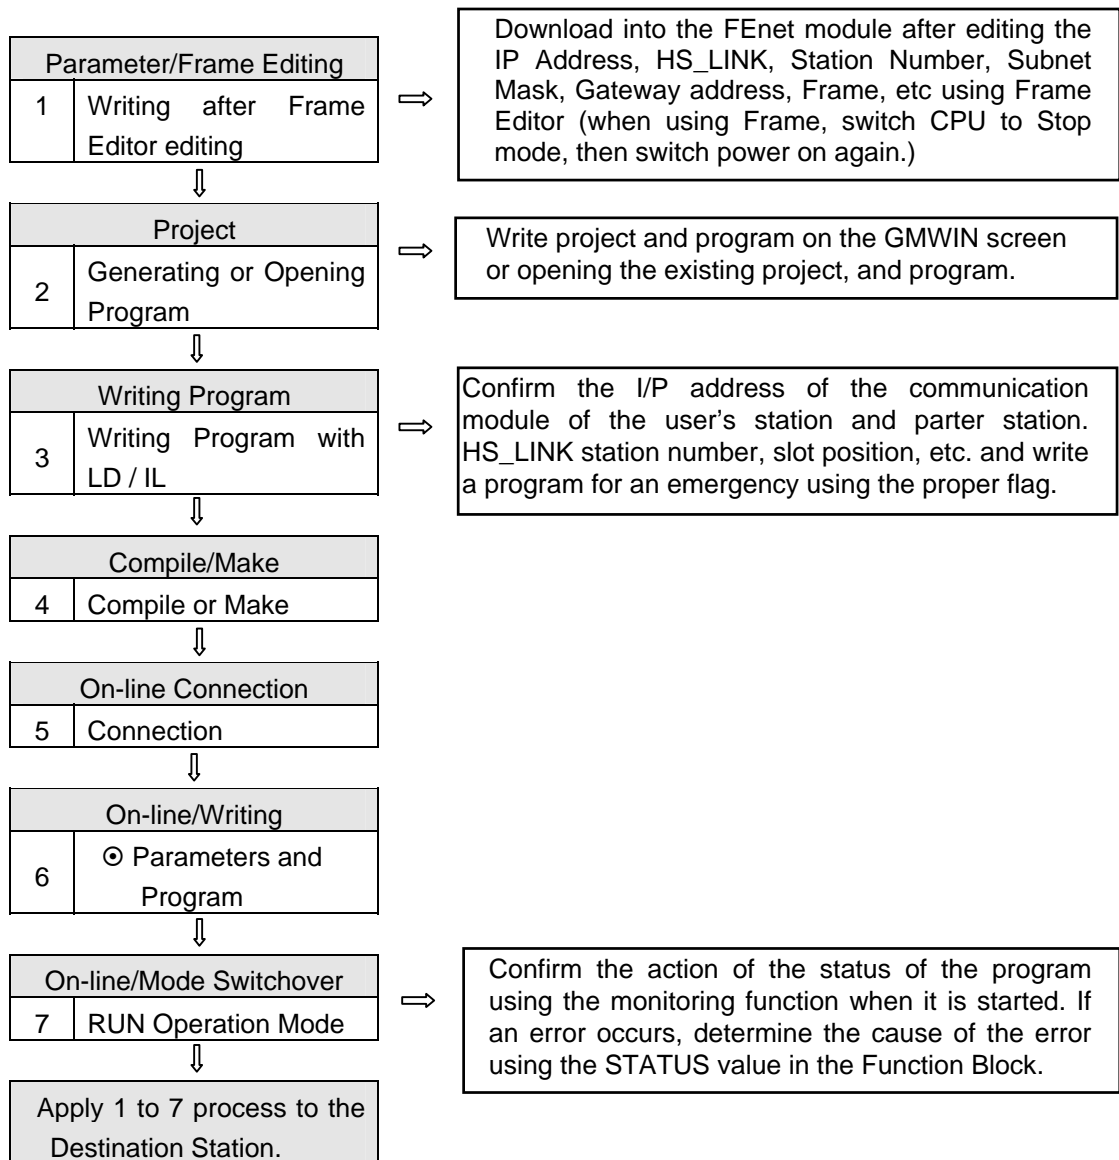 Parameter/Frame Editing
1 Writing after Frame
Editor editing
⇒
Download into the FEnet module after editing the
IP Address, HS_LINK, Station Number, Subnet
Mask, Gateway address, Frame, etc using Frame
Editor (when using Frame, switch CPU to Stop
mode, then switch power on again.)
⇓
Project
2 Generating or Opening
Program
⇒
Write project and program on the GMWIN screen
or opening the existing project, and program.
⇓
Writing Program
3 Writing Program with
LD / IL
⇒
Confirm the I/P address of the communication
module of the user's station and parter station.
HS_LINK station number, slot position, etc. and write
a program for an emergency using the proper flag.
⇓
Compile/Make
4 Compile or Make
⇓
On-line Connection
5 Connection
⇓
On-line/Writing
6 ⊙ Parameters and
Program
⇓
On-line/Mode Switchover
7 RUN Operation Mode
⇒
Confirm the action of the status of the program
using the monitoring function when it is started. If
an error occurs, determine the cause of the error
using the STATUS value in the Function Block.
⇓
Apply 1 to 7 process to the
Destination Station.